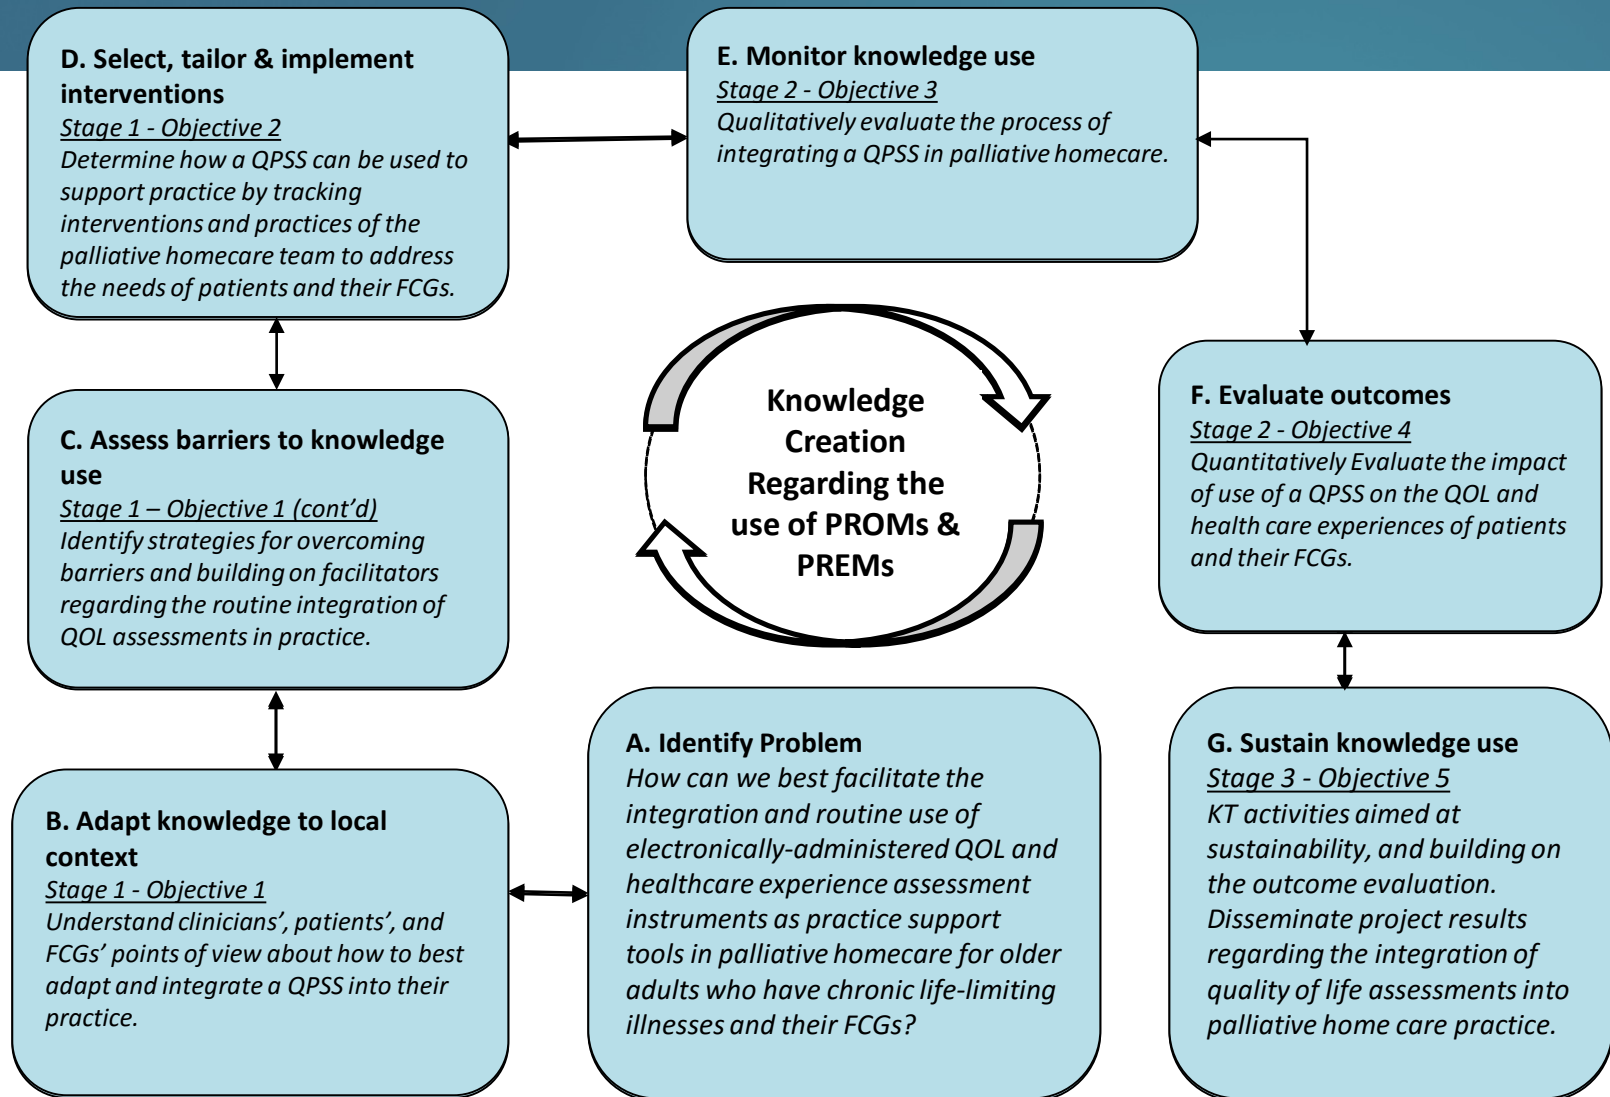 D. Select, tailor & implement
interventions
Stage 1 - Objective 2
Determine how a QPSS can be used to
support practice by tracking
interventions and practices of the
palliative homecare team to address
the needs of patients and their FCGs.
E. Monitor knowledge use
Stage 2 - Objective 3
Qualitatively evaluate the process of
integrating a QPSS in palliative homecare.
C. Assess barriers to knowledge
use
Stage 1 – Objective 1 (cont’d)
Identify strategies for overcoming
barriers and building on facilitators
regarding the routine integration of
QOL assessments in practice.
Knowledge
Creation
Regarding the
use of PROMs &
PREMs
F. Evaluate outcomes
Stage 2 - Objective 4
Quantitatively Evaluate the impact
of use of a QPSS on the QOL and
health care experiences of patients
and their FCGs.
B. Adapt knowledge to local
context
Stage 1 - Objective 1
Understand clinicians’, patients’, and
FCGs’ points of view about how to best
adapt and integrate a QPSS into their
practice.
A. Identify Problem
How can we best facilitate the
integration and routine use of
electronically-administered QOL and
healthcare experience assessment
instruments as practice support
tools in palliative homecare for older
adults who have chronic life-limiting
illnesses and their FCGs?
G. Sustain knowledge use
Stage 3 - Objective 5
KT activities aimed at
sustainability, and building on
the outcome evaluation.
Disseminate project results
regarding the integration of
quality of life assessments into
palliative home care practice.